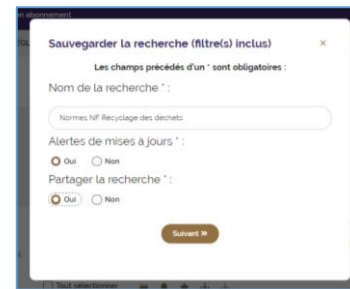 on abonnement
Sauvegarder la recherche (filtre(s) inclus) ×
Les champs précédés d'un * sont obligatoires :
Nom de la recherche * :
Normes NF Recyclage des dechets
Alertes de mises à jours * :
Oui Non
Partager la recherche * :
Oui Non
Suivant »
Tout sélectionner